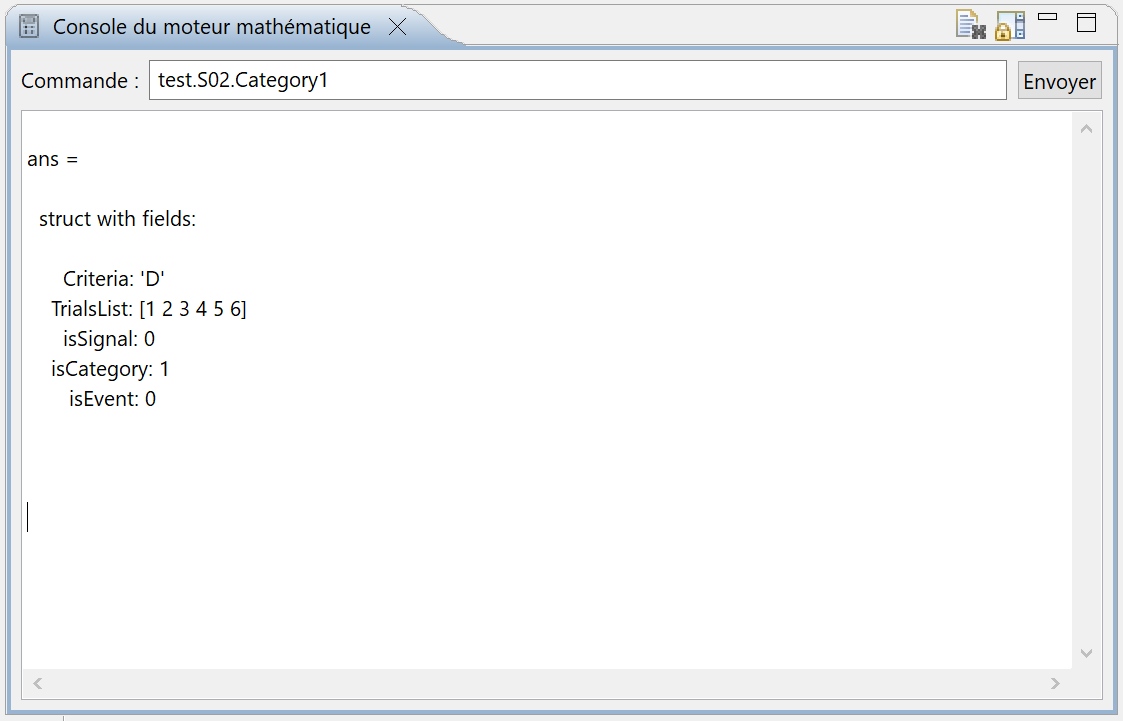 Console du moteur mathématique
Commande : test.S02.Category1 Envoyer
ans =
struct with fields:
Criteria: 'D'
TrialsList: [1 2 3 4 5 6]
isSignal: 0
isCategory: 1
isEvent: 0